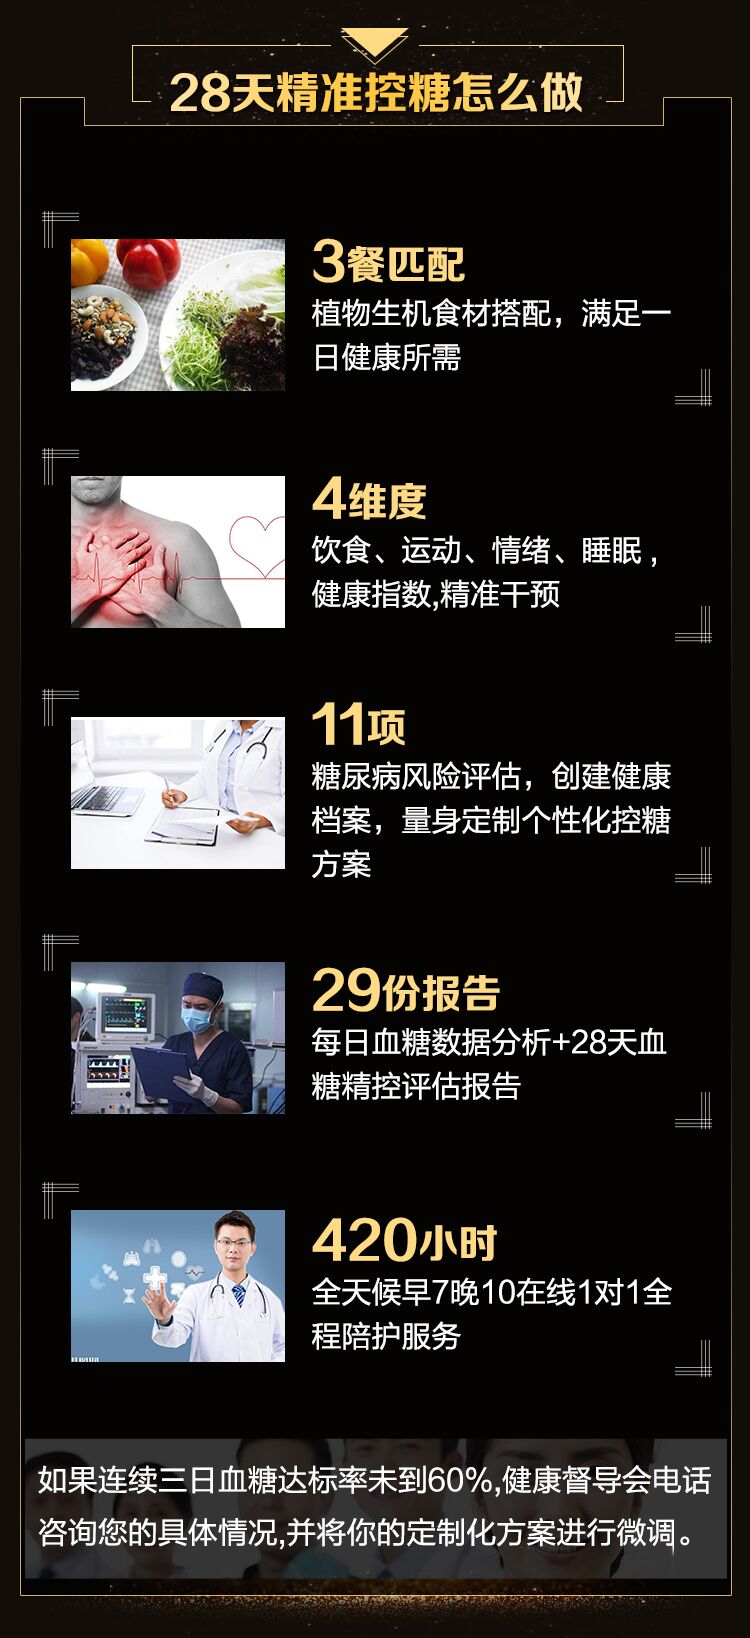 28天精准控糖怎么做
3餐匹配
植物生机食材搭配，满足一
日健康所需
4维度
饮食、运动、情绪、睡眠，
健康指数,精准干预
11项
糖尿病风险评估，创建健康
档案，量身定制个性化控糖
方案
29份报告
每日血糖数据分析+28天血
糖精控评估报告
420小时
全天候早7晚10在线1对1全
程陪护服务
如果连续三日血糖达标率未到60%,健康督导会电话
咨询您的具体情况,并将你的定制化方案进行微调。